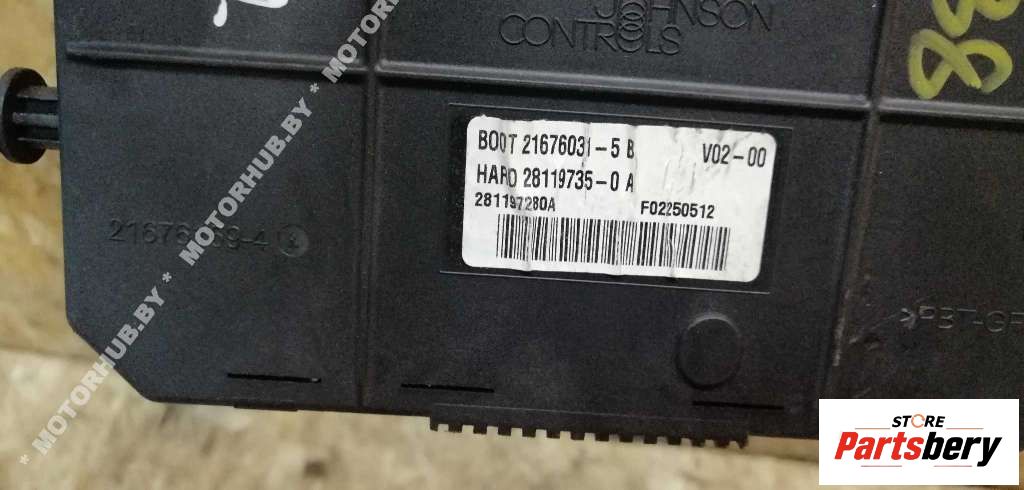 JOHNSON
CONTROLS
88
BOOT 21676031-5 B V02-00
HARD 28119735-0 A
281197280A F02250512
MOTORHUB.BY * MOTORHUB.BY * MOTORHUB.BY
STORE
Partsbery